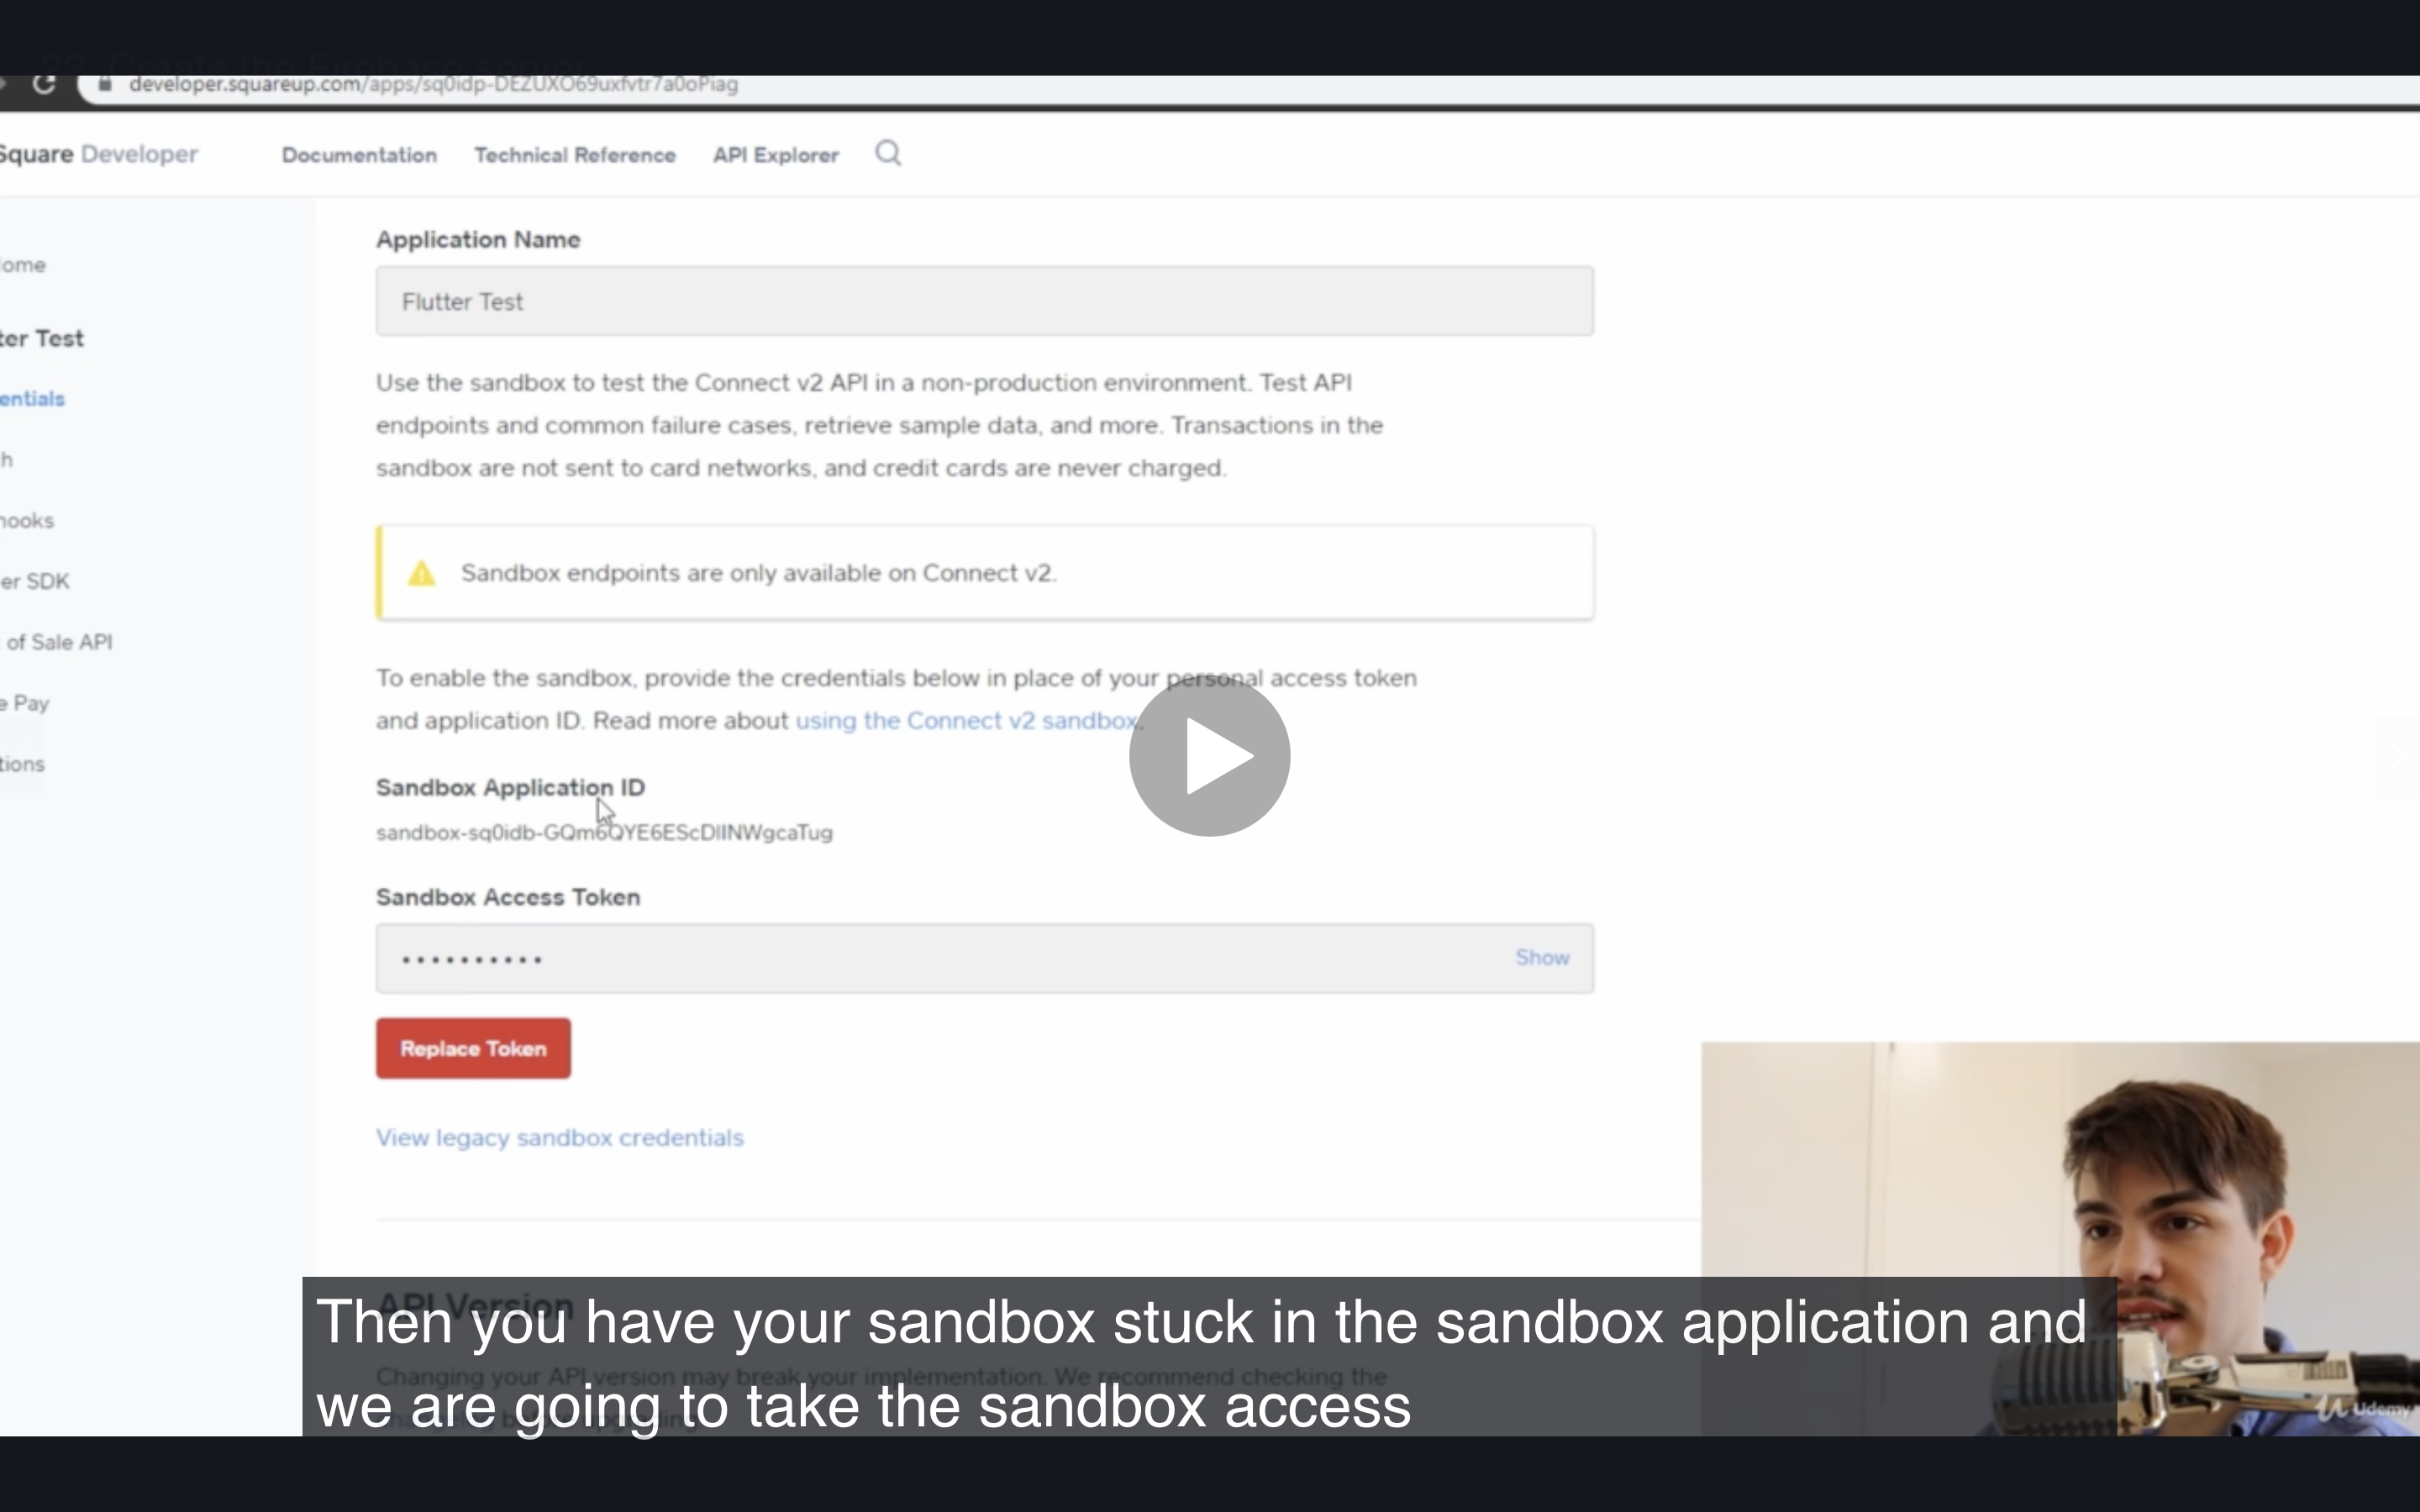 22. Create the Firebase server
developer.squareup.com/apps/sq0idp-DEZUXO69uxfvtr7a0oPiag
Square Developer
Documentation
Technical Reference
API Explorer
ome
ter Test
entials
h
nooks
er SDK
of Sale API
e Pay
tions
Application Name
Flutter Test
Use the sandbox to test the Connect v2 API in a non-production environment. Test API
endpoints and common failure cases, retrieve sample data, and more. Transactions in the
sandbox are not sent to card networks, and credit cards are never charged.
Sandbox endpoints are only available on Connect v2.
To enable the sandbox, provide the credentials below in place of your personal access token
and application ID. Read more about using the Connect v2 sandbox.
Sandbox Application ID
sandbox-sq0idb-GQm6QYE6EScDlINWgcaTug
Sandbox Access Token
Show
Replace Token
View legacy sandbox credentials
API Version
Changing your API version may break your implementation. We recommend checking the
Then you have your sandbox stuck in the sandbox application and
we are going to take the sandbox access
Udemy